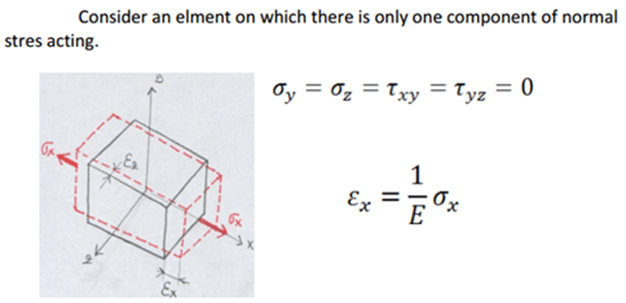 Consider an elment on which there is only one component of normal
stres acting.
σy = σz = τxy = τyz = 0
εx = 1/E σx
σx
εz
σx
x
z
εx